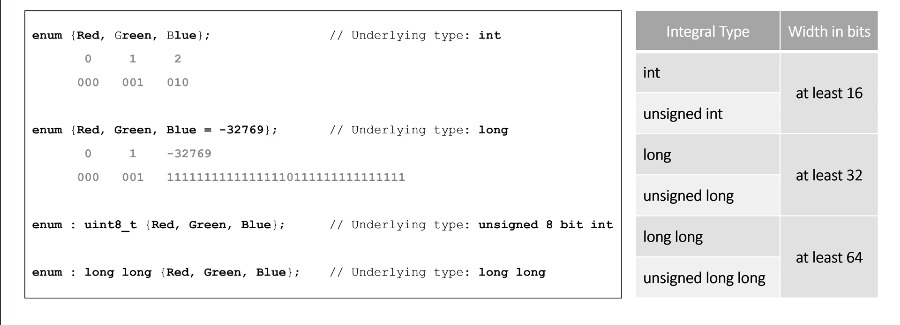 enum {Red, Green, Blue}; // Underlying type: int
0 1 2
000 001 010
enum {Red, Green, Blue = -32769}; // Underlying type: long
0 1 -32769
000 001 11111111111111110111111111111111
enum : uint8_t {Red, Green, Blue}; // Underlying type: unsigned 8 bit int
enum : long long {Red, Green, Blue}; // Underlying type: long long
Integral Type Width in bits
int
at least 16
unsigned int
long
at least 32
unsigned long
long long
at least 64
unsigned long long